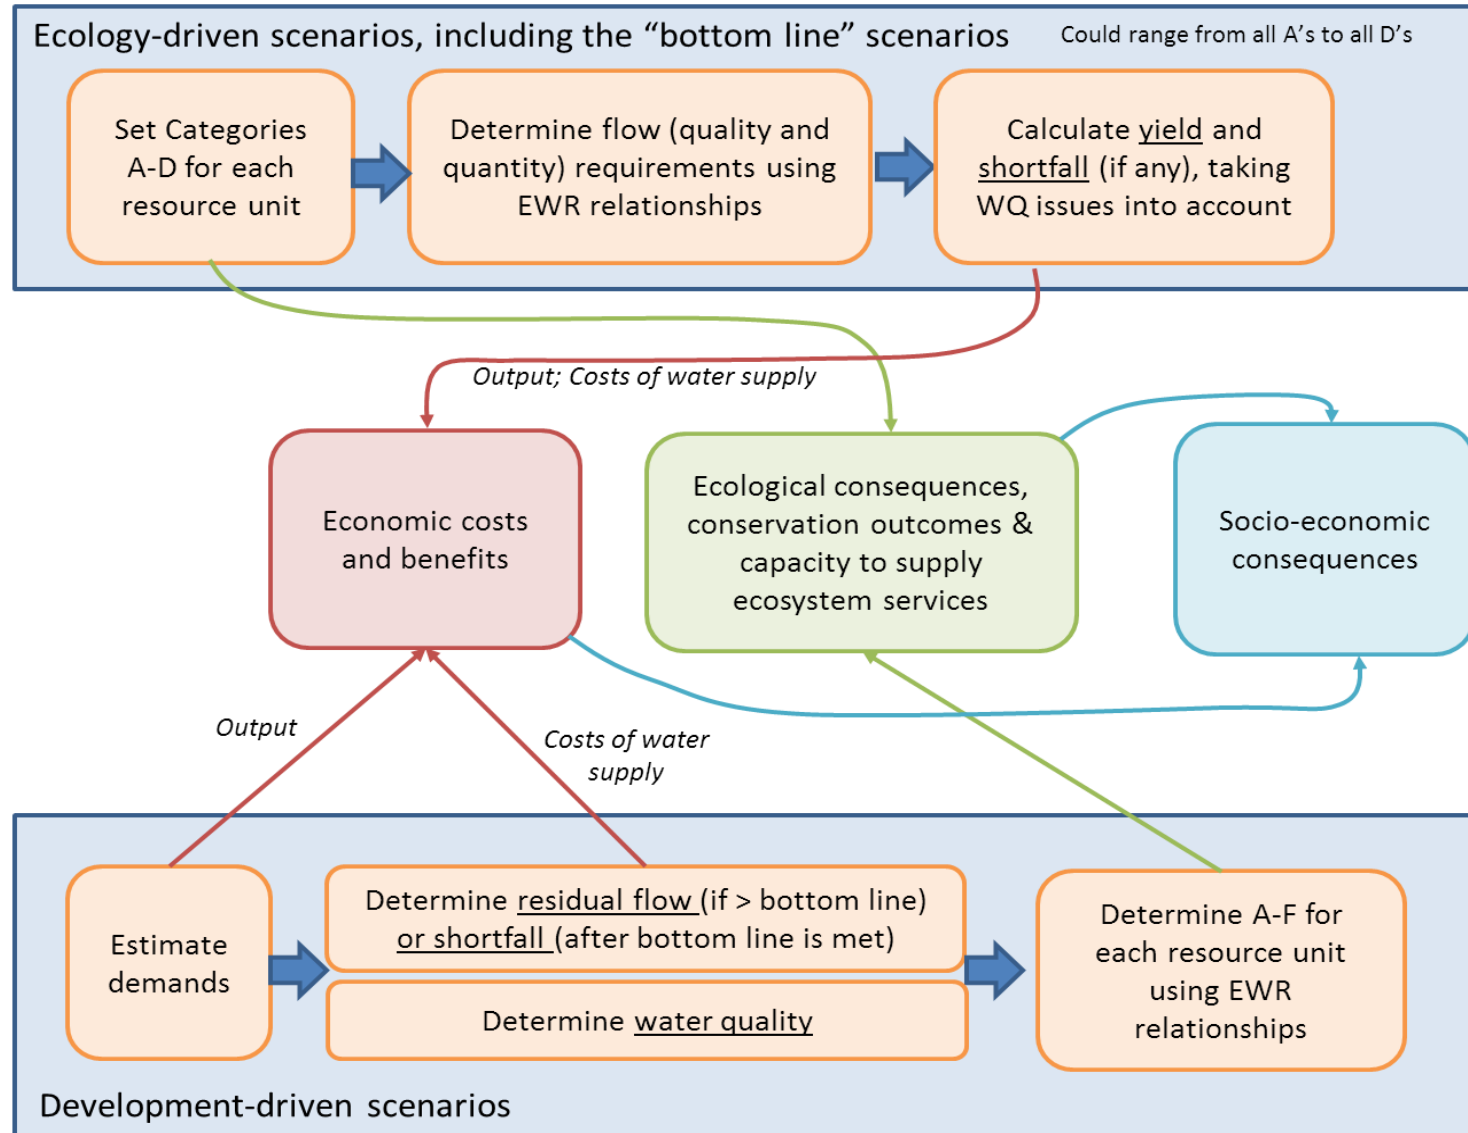 Ecology-driven scenarios, including the “bottom line” scenarios
Could range from all A’s to all D’s
Set Categories
A-D for each
resource unit
Determine flow (quality and
quantity) requirements using
EWR relationships
Calculate yield and
shortfall (if any), taking
WQ issues into account
Output; Costs of water supply
Economic costs
and benefits
Ecological consequences,
conservation outcomes &
capacity to supply
ecosystem services
Socio-economic
consequences
Output
Costs of water
supply
Estimate
demands
Determine residual flow (if > bottom line)
or shortfall (after bottom line is met)
Determine water quality
Determine A-F for
each resource unit
using EWR
relationships
Development-driven scenarios